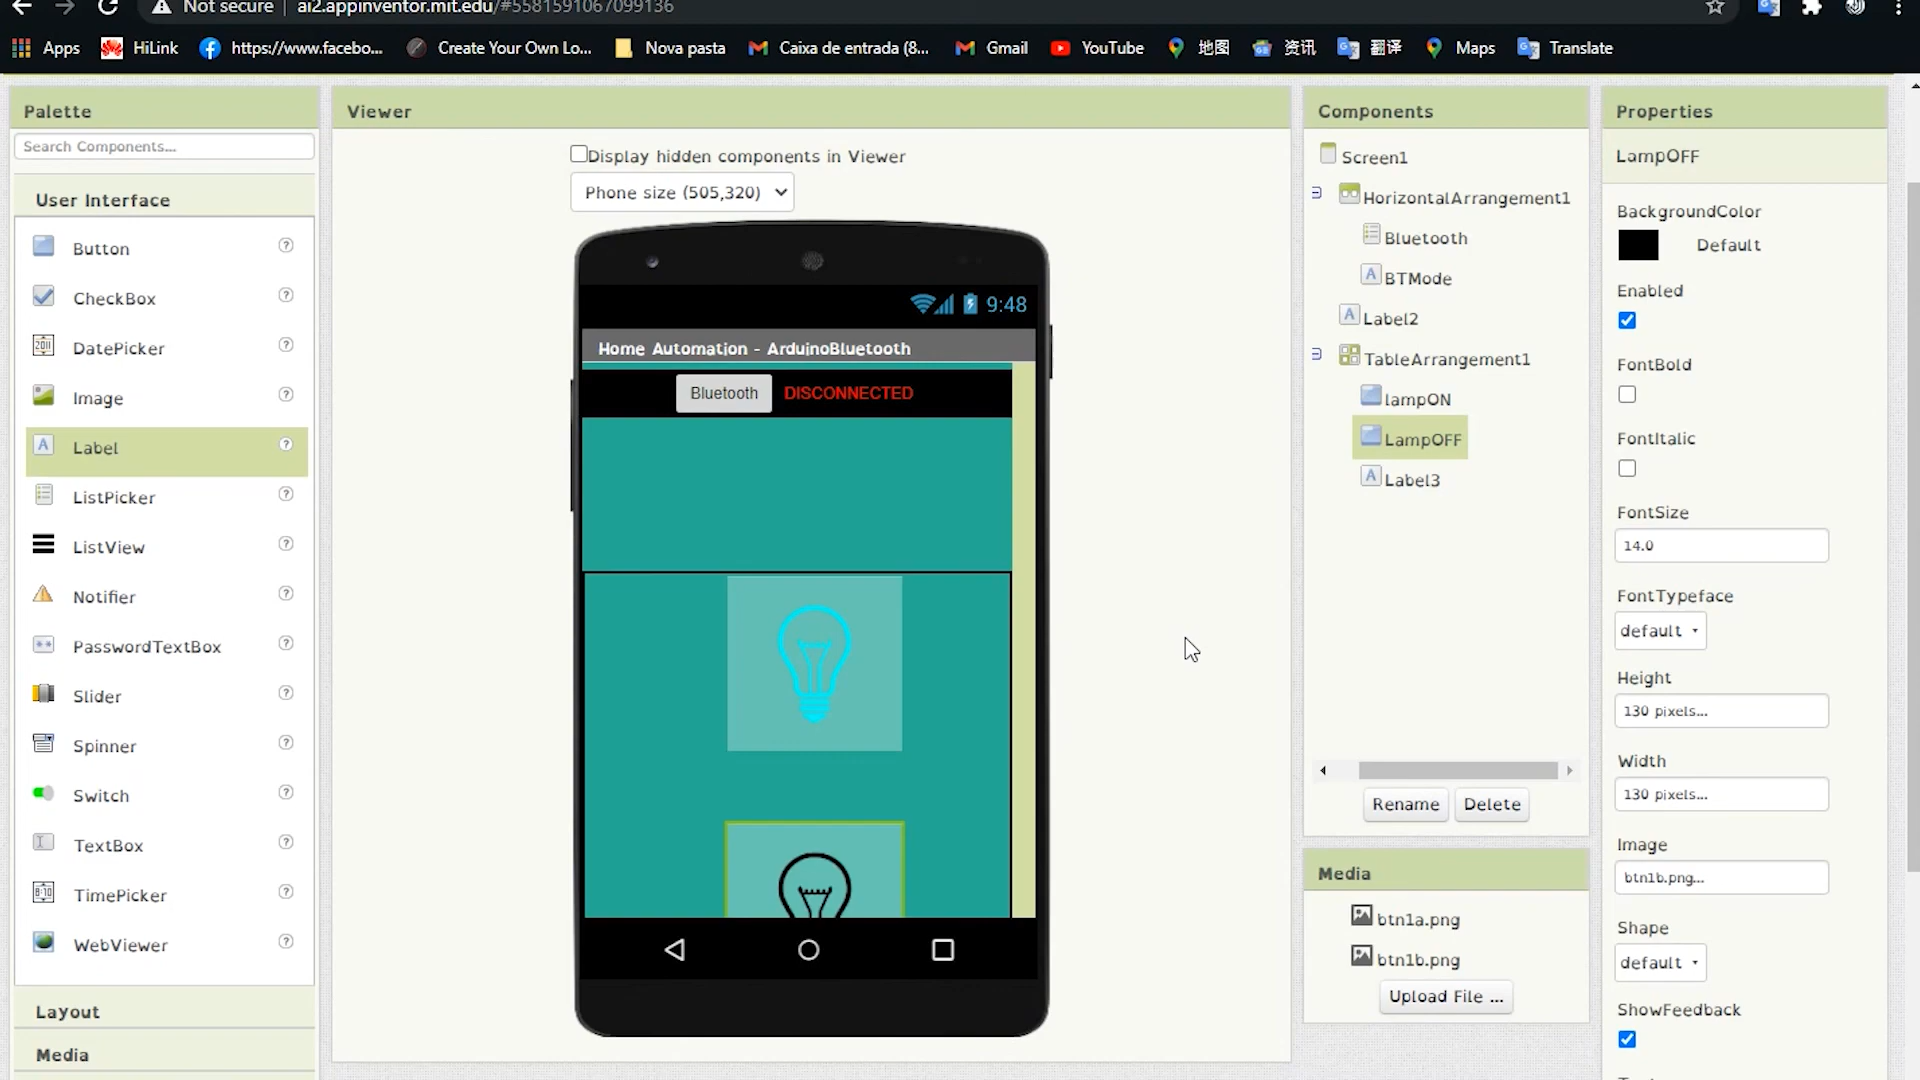 Not secure
ai2.appinventor.mit.edu/#5581591067099136
Apps
HiLink
https://www.facebo...
Create Your Own Lo...
Nova pasta
Caixa de entrada (8...
Gmail
YouTube
地图
资讯
翻译
Maps
Translate
Palette
Search Components...
User Interface
Button
CheckBox
DatePicker
Image
Label
ListPicker
ListView
Notifier
PasswordTextBox
Slider
Spinner
Switch
TextBox
TimePicker
WebViewer
Layout
Media
Viewer
Display hidden components in Viewer
Phone size (505,320)
9:48
Home Automation - ArduinoBluetooth
Bluetooth
DISCONNECTED
Components
Screen1
HorizontalArrangement1
Bluetooth
BTMode
Label2
TableArrangement1
lampON
LampOFF
Label3
Rename
Delete
Media
btn1a.png
btn1b.png
Upload File ...
Properties
LampOFF
BackgroundColor
Default
Enabled
FontBold
FontItalic
FontSize
14.0
FontTypeface
default
Height
130 pixels...
Width
130 pixels...
Image
btn1b.png...
Shape
default
ShowFeedback